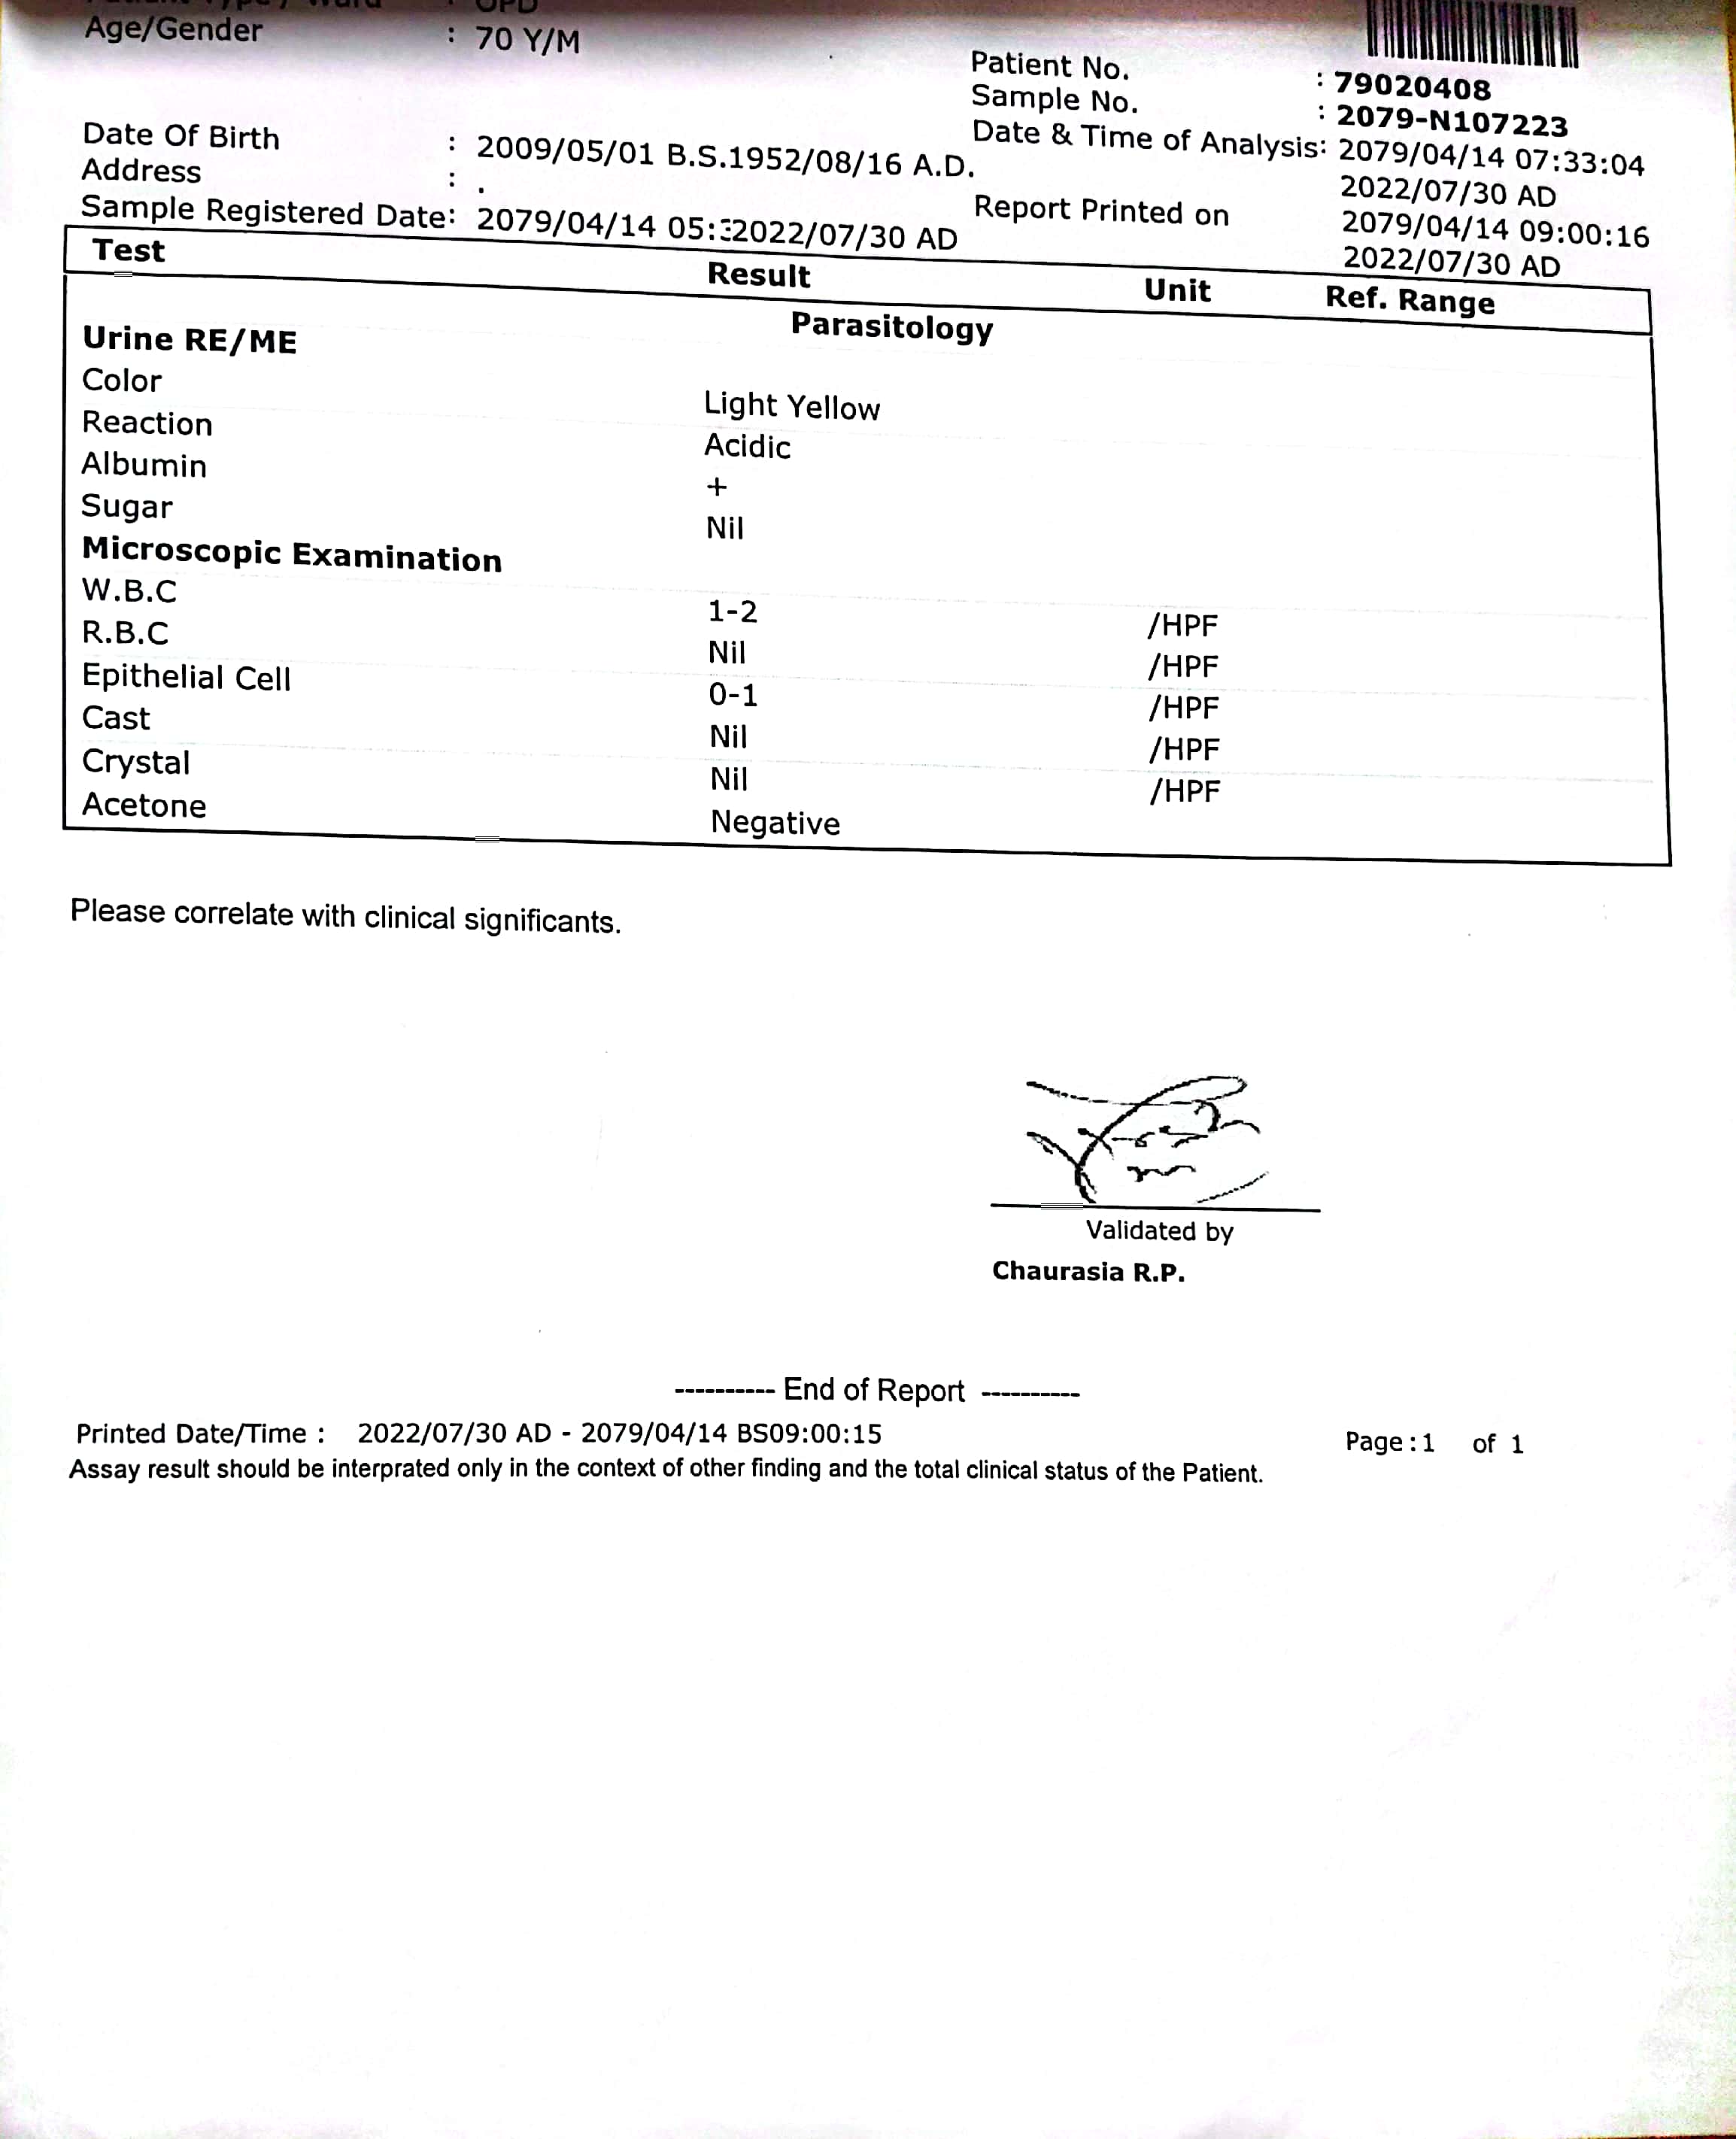 OPD
Age/Gender : 70 Y/M
Patient No. : 79020408
Sample No. : 2079-N107223
Date Of Birth : 2009/05/01 B.S.1952/08/16 A.D.
Date & Time of Analysis: 2079/04/14 07:33:04
2022/07/30 AD
Address : .
Sample Registered Date: 2079/04/14 05: 2022/07/30 AD
Report Printed on 2079/04/14 09:00:16
2022/07/30 AD
Test Result Unit Ref. Range
Parasitology
Urine RE/ME
Color Light Yellow
Reaction Acidic
Albumin +
Sugar Nil
Microscopic Examination
W.B.C 1-2 /HPF
R.B.C Nil /HPF
Epithelial Cell 0-1 /HPF
Cast Nil /HPF
Crystal Nil /HPF
Acetone Negative
Please correlate with clinical significants.
Validated by
Chaurasia R.P.
---------- End of Report ----------
Printed Date/Time : 2022/07/30 AD - 2079/04/14 BS09:00:15
Page:1 of 1
Assay result should be interprated only in the context of other finding and the total clinical status of the Patient.